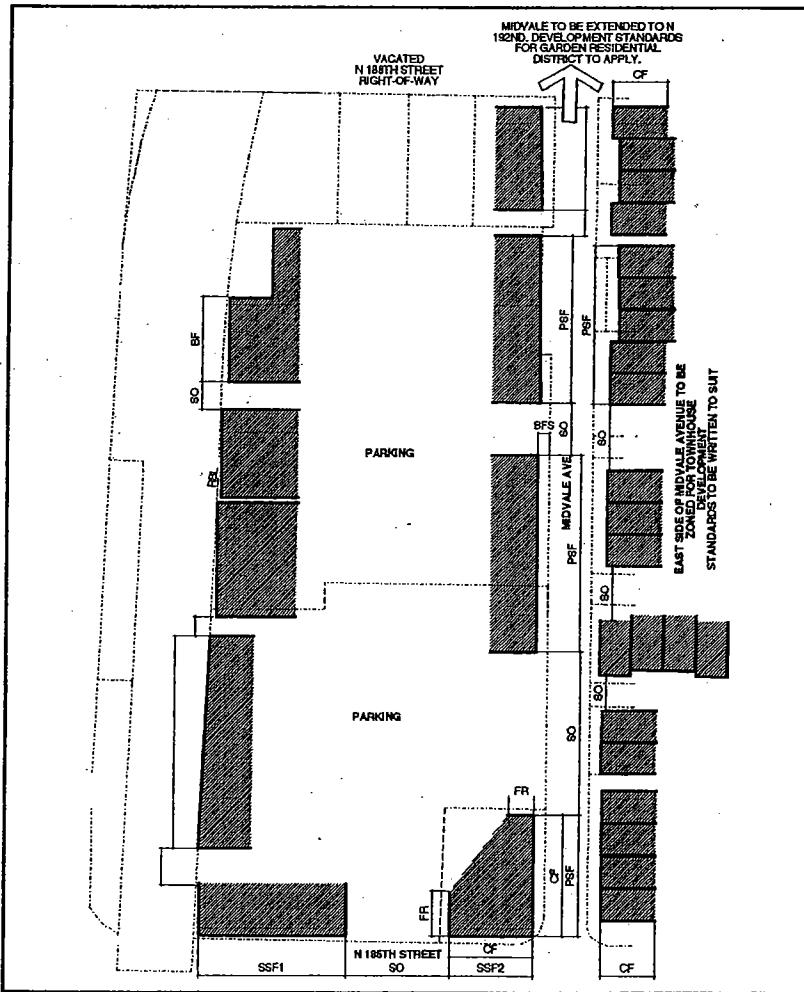 MIDVALE TO BE EXTENDED TO N
192ND. DEVELOPMENT STANDARDS
FOR GARDEN RESIDENTIAL
DISTRICT TO APPLY.
VACATED
N 188TH STREET
RIGHT-OF-WAY
CF
BF
SO
PSF
PSF
BFS
SO
SO
MIDVALE AVE
PARKING
EAST SIDE OF MIDVALE AVENUE TO BE
ZONED FOR TOWNHOUSE
DEVELOPMENT
STANDARDS TO BE WRITTEN TO SUIT
PSF
SO
SO
PARKING
SO
FR
CF
PSF
FR
N 185TH STREET
CF
SSF1
SO
SSF2
CF